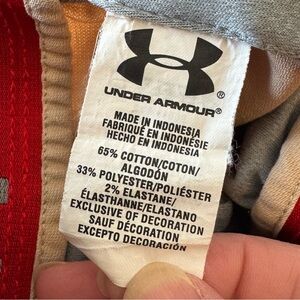 UNDER ARMOUR®
MADE IN INDONESIA
FABRIQUÉ EN INDONÉSIE
HECHO EN INDONESIA
65% COTTON/COTON/
ALGODÓN
33% POLYESTER/POLIÉSTER
2% ELASTANE/
ÉLASTHANNE/ELASTANO
EXCLUSIVE OF DECORATION
SAUF DÉCORATION
EXCEPTO DECORACIÓN